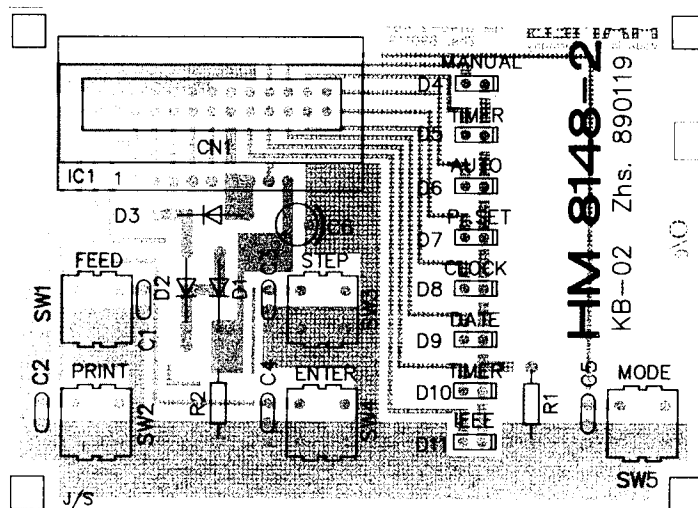 MANUAL
D4
CN1
TIMER
D5
IC1 1
AUTO
D6
D3
C6
D7
FEED
STEP
CLOCK
SW1
D2
D1
SW3
D8
C1
DATE
D9
C2
PRINT
C4
ENTER
TIMER
C5
MODE
SW2
R2
SW4
D10
R1
D11
SW5
J/S
HM 8148-2
KB-02 Zhs. 890119